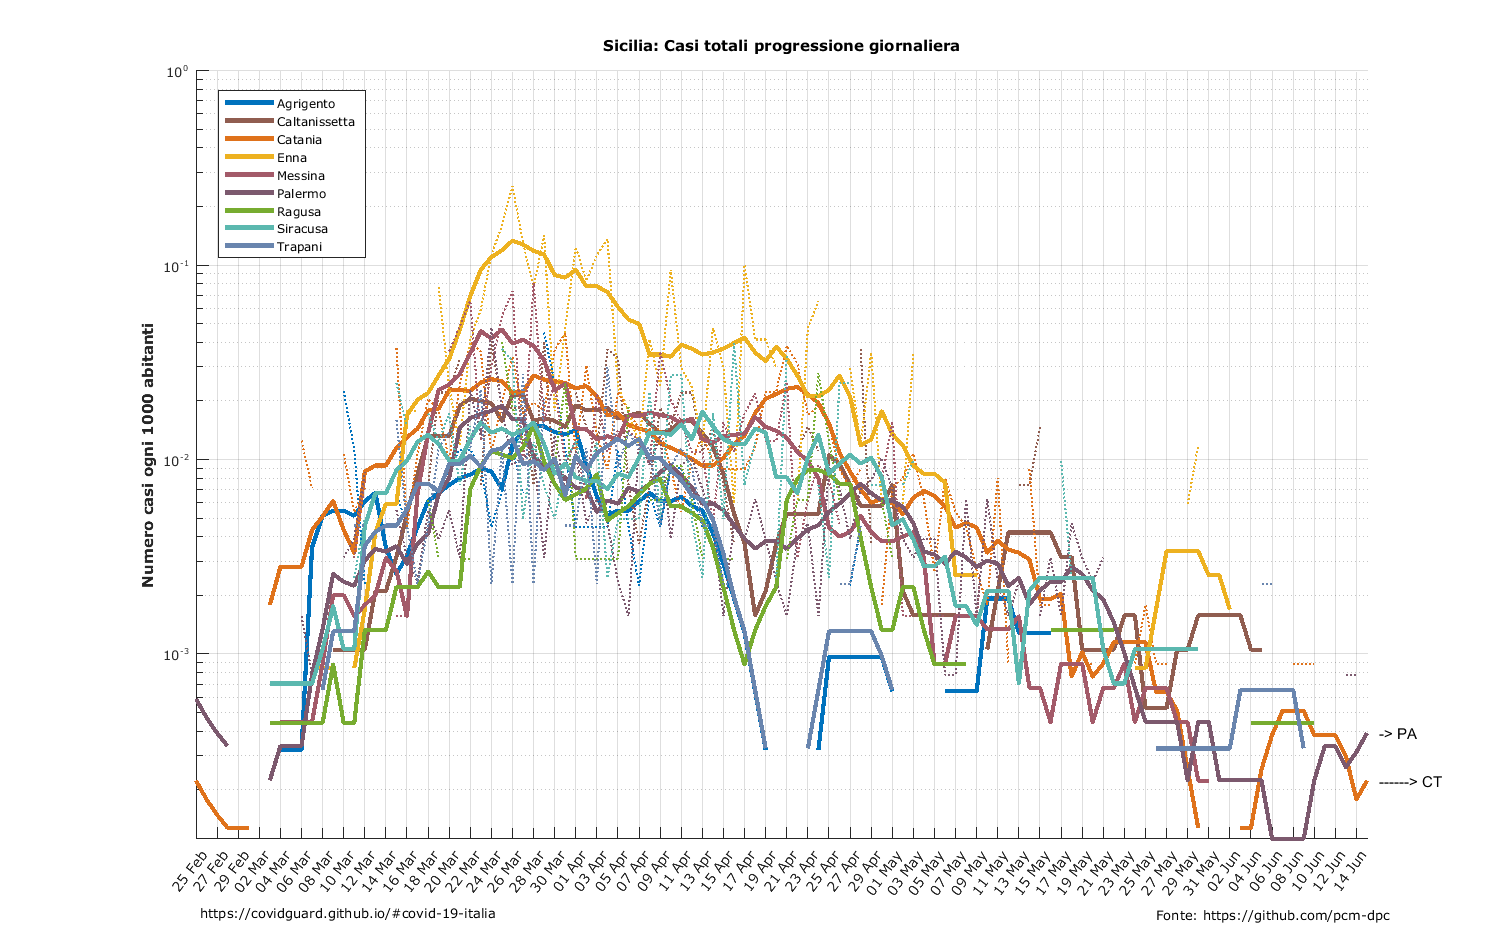 Sicilia: Casi totali progressione giornaliera
10^0
10^-1
10^-2
10^-3
Numero casi ogni 1000 abitanti
Agrigento
Caltanissetta
Catania
Enna
Messina
Palermo
Ragusa
Siracusa
Trapani
-> PA
------> CT
25 Feb
27 Feb
29 Feb
02 Mar
04 Mar
06 Mar
08 Mar
10 Mar
12 Mar
14 Mar
16 Mar
18 Mar
20 Mar
22 Mar
24 Mar
26 Mar
28 Mar
30 Mar
01 Apr
03 Apr
05 Apr
07 Apr
09 Apr
11 Apr
13 Apr
15 Apr
17 Apr
19 Apr
21 Apr
23 Apr
25 Apr
27 Apr
29 Apr
01 May
03 May
05 May
07 May
09 May
11 May
13 May
15 May
17 May
19 May
21 May
23 May
25 May
27 May
29 May
31 May
02 Jun
04 Jun
06 Jun
08 Jun
10 Jun
12 Jun
14 Jun
https://covidguard.github.io/#covid-19-italia
Fonte: https://github.com/pcm-dpc